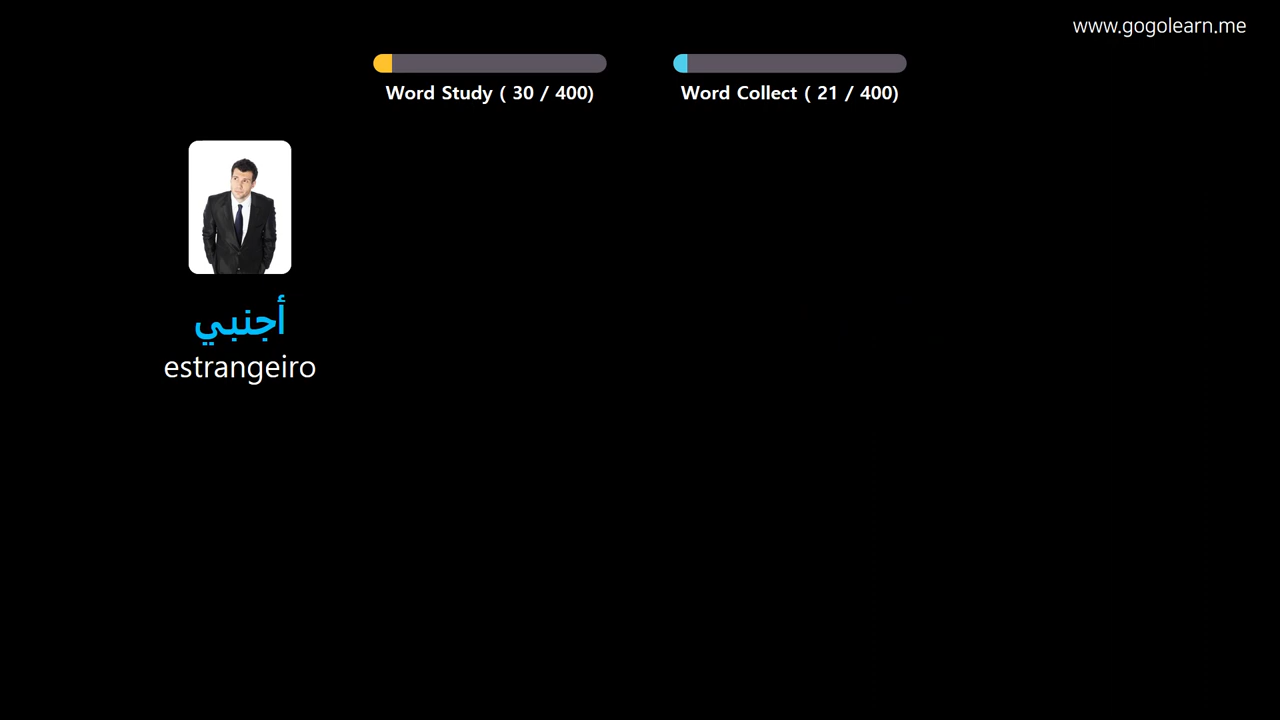 www.gogolearn.me
Word Study ( 30 / 400)
Word Collect ( 21 / 400)
أجنبي
estrangeiro